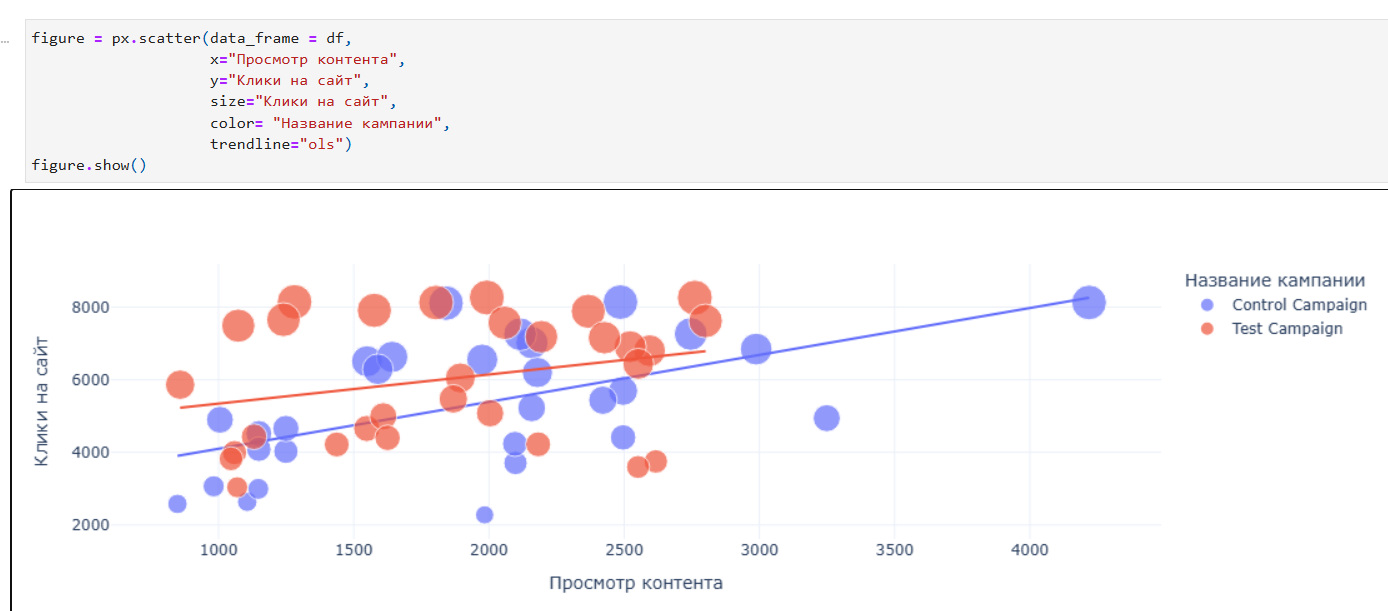 ...
figure = px.scatter(data_frame = df,
x="Просмотр контента",
y="Клики на сайт",
size="Клики на сайт",
color= "Название кампании",
trendline="ols")
figure.show()
Название кампании
Control Campaign
Test Campaign
Клики на сайт
8000
6000
4000
2000
1000 1500 2000 2500 3000 3500 4000
Просмотр контента